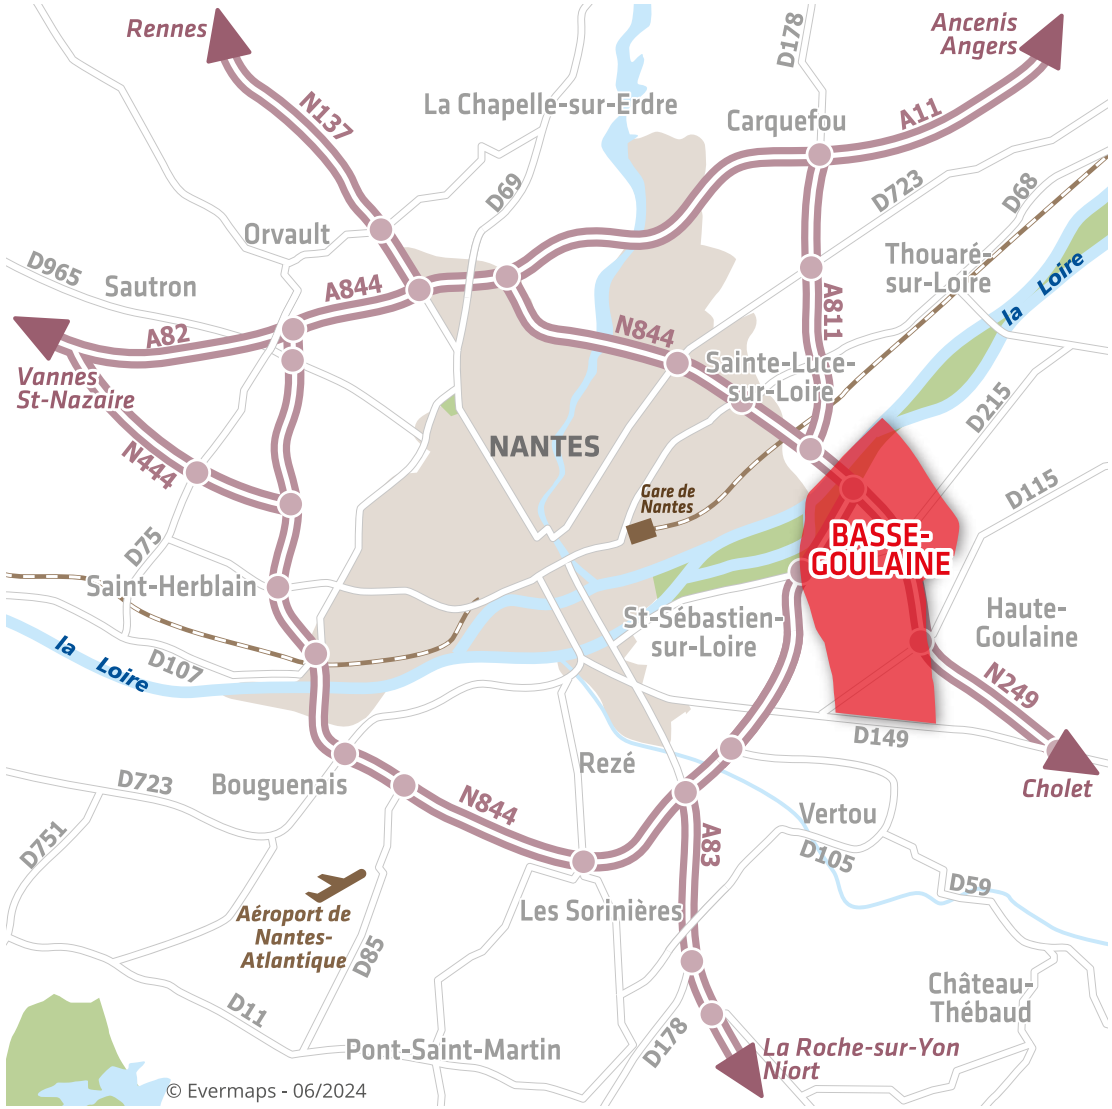 Rennes
D178
Ancenis
Angers
N137
La Chapelle-sur-Erdre
Carquefou
A11
D69
D723
D68
Orvault
Thouaré-
sur-Loire
D965
Sautron
A844
la Loire
A82
N844
A811
Vannes
St-Nazaire
Sainte-Luce-
sur-Loire
D215
NANTES
N444
Gare de
Nantes
D115
D75
BASSE-
GOULAINE
Saint-Herblain
St-Sébastien-
sur-Loire
Haute-
Goulaine
la Loire
D107
N249
D149
Rezé
Cholet
D723
Bouguenais
N844
Vertou
D751
A83
D105
D59
Aéroport de
Nantes-
Atlantique
Les Sorinières
D85
D11
Château-
Thébaud
D178
Pont-Saint-Martin
La Roche-sur-Yon
Niort
© Evermaps - 06/2024